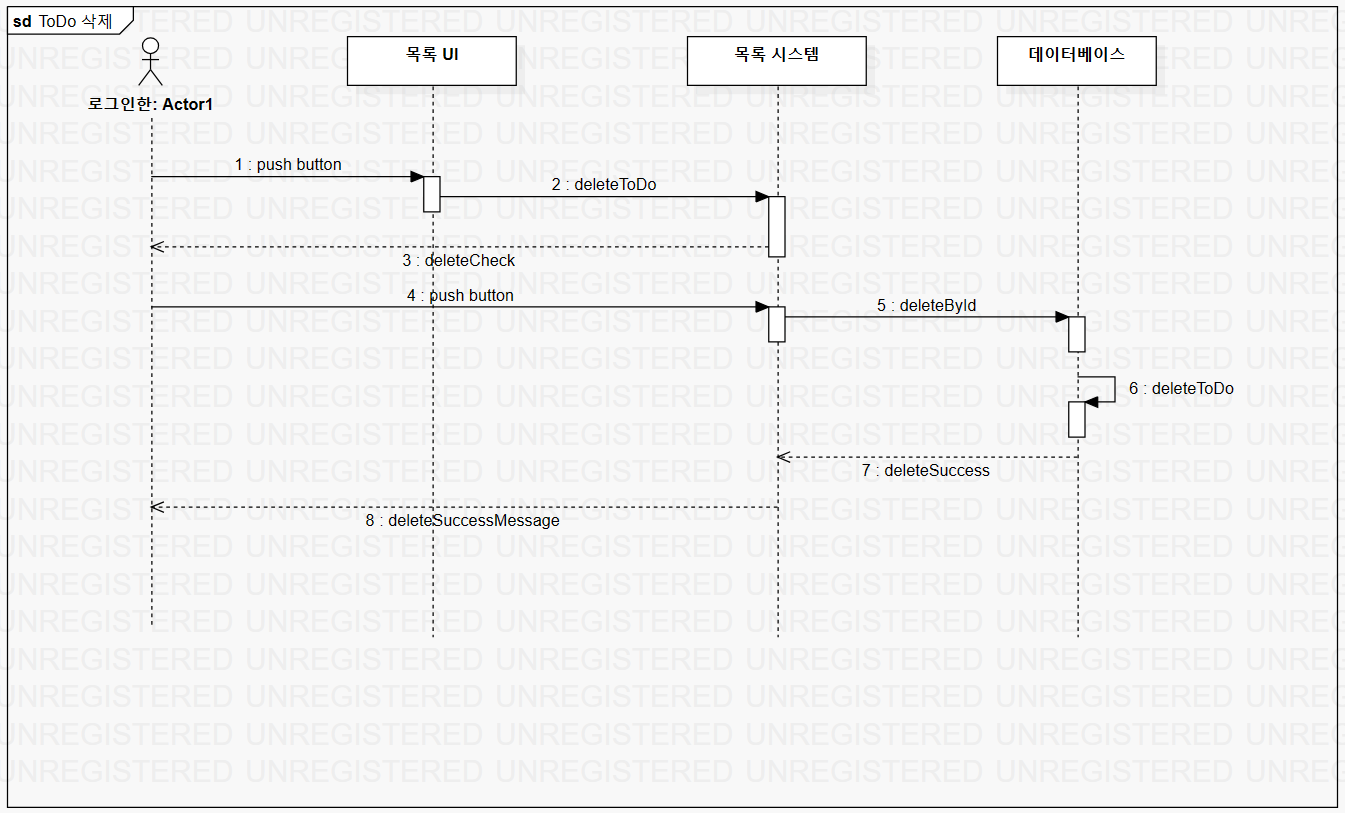 sd ToDo 삭제
로그인한: Actor1
목록 UI
목록 시스템
데이터베이스
1 : push button
2 : deleteToDo
3 : deleteCheck
4 : push button
5 : deleteById
6 : deleteToDo
7 : deleteSuccess
8 : deleteSuccessMessage
UNREGISTERED